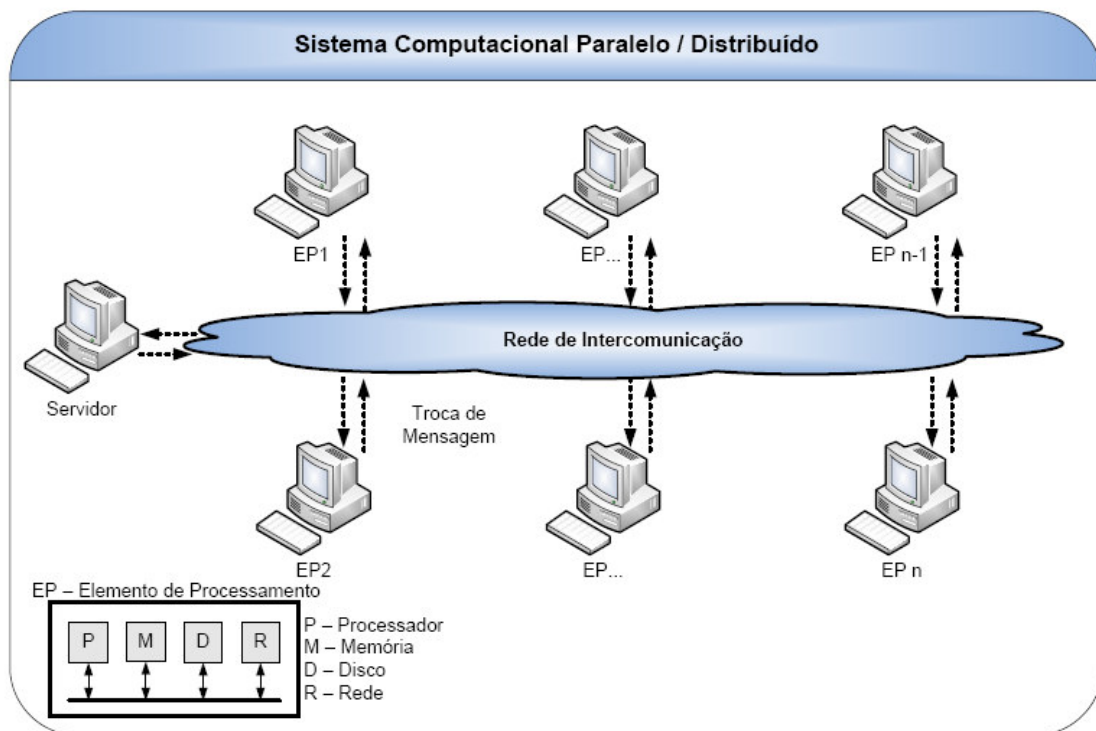 Sistema Computacional Paralelo / Distribuído
EP1
EP...
EP n-1
Rede de Intercomunicação
Servidor
Troca de
Mensagem
EP2
EP...
EP n
EP – Elemento de Processamento
P
M
D
R
P – Processador
M – Memória
D – Disco
R – Rede